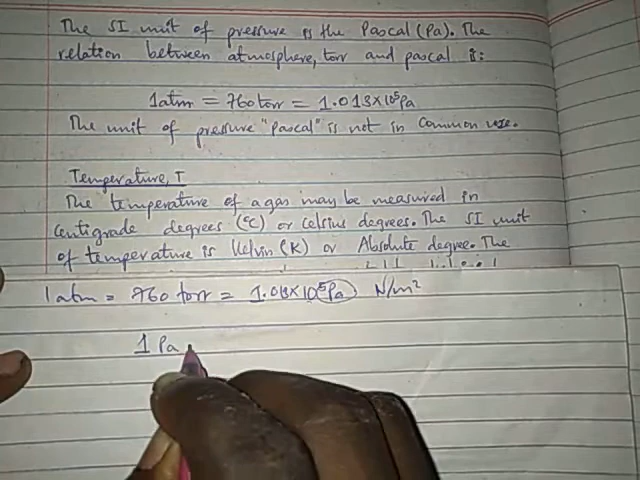 The SI unit of pressure is the Pascal (Pa). The
relation between atmosphere, torr and pascal is:
1atm = 760 torr = 1.013×10⁵Pa
The unit of pressure "Pascal" is not in common use.
Temperature, T
The temperature of a gas may be measured in
Centigrade degrees (°C) or Celsius degrees. The SI unit
of temperature is Kelvin (K) or Absolute degree. The
1 atm = 760 torr = 1.013×10⁵Pa N/m²
1 Pa